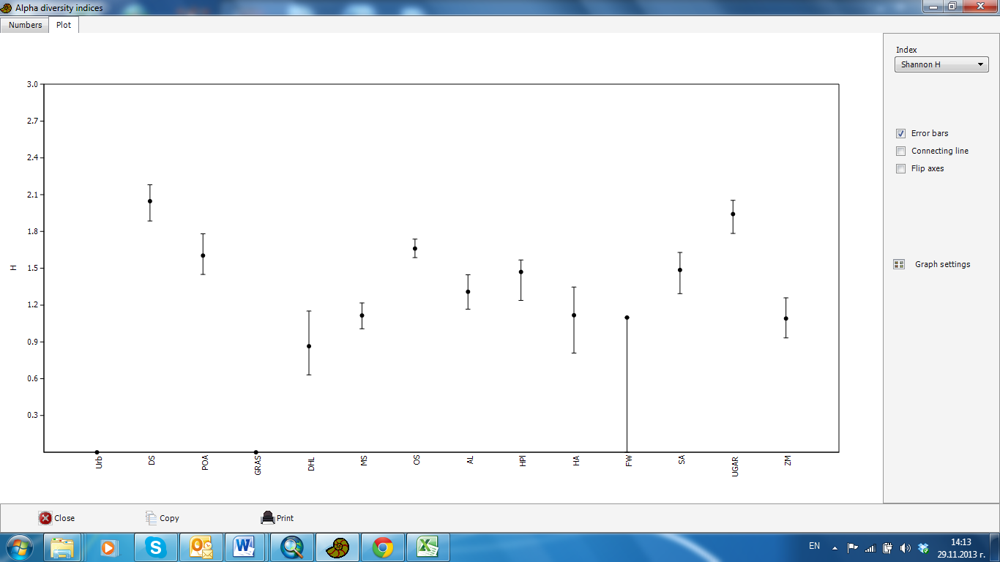 Alpha diversity indices
Numbers
Plot
Index
Shannon H
Error bars
Connecting line
Flip axes
Graph settings
3.0
2.7
2.4
2.1
1.8
1.5
1.2
0.9
0.6
0.3
H
Urb
DS
POA
GRAS
DHL
MS
OS
AL
HPI
HA
FW
SA
UGAR
ZM
Close
Copy
Print
EN
14:13
29.11.2013 г.